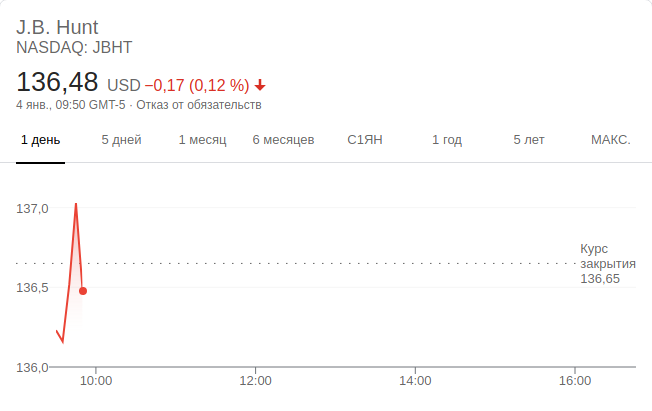 J.B. Hunt
NASDAQ: JBHT
136,48 USD −0,17 (0,12 %)
4 янв., 09:50 GMT-5 · Отказ от обязательств
1 день 5 дней 1 месяц 6 месяцев С1ЯН 1 год 5 лет МАКС.
137,0
Курс
закрытия
136,65
136,5
136,0
10:00 12:00 14:00 16:00